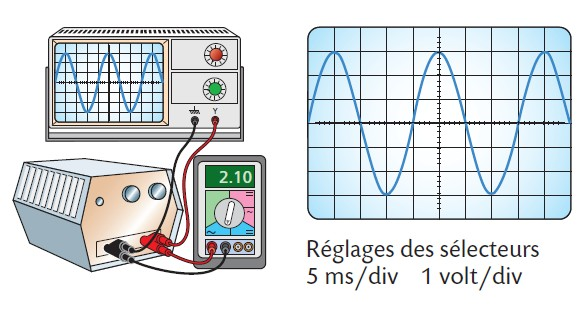 Y
2.10
Réglages des sélecteurs
5 ms/div 1 volt/div